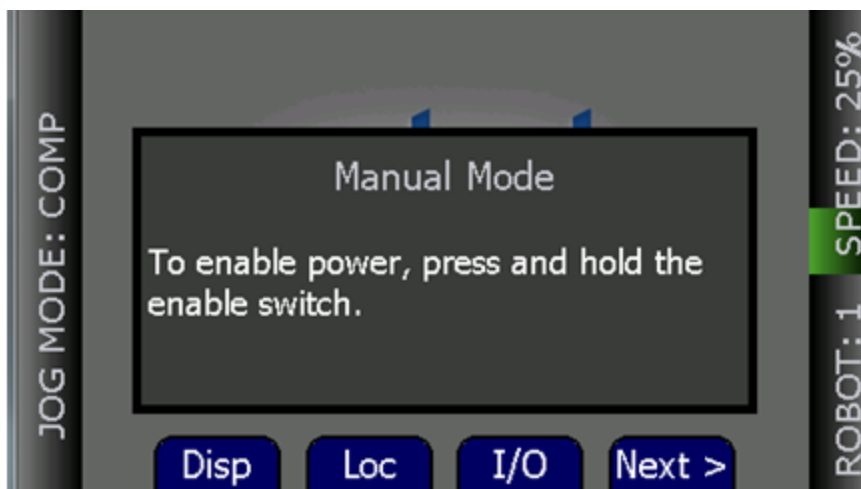 JOG MODE: COMP
Manual Mode
To enable power, press and hold the
enable switch.
Disp
Loc
I/O
Next >
SPEED: 25%
ROBOT: 1